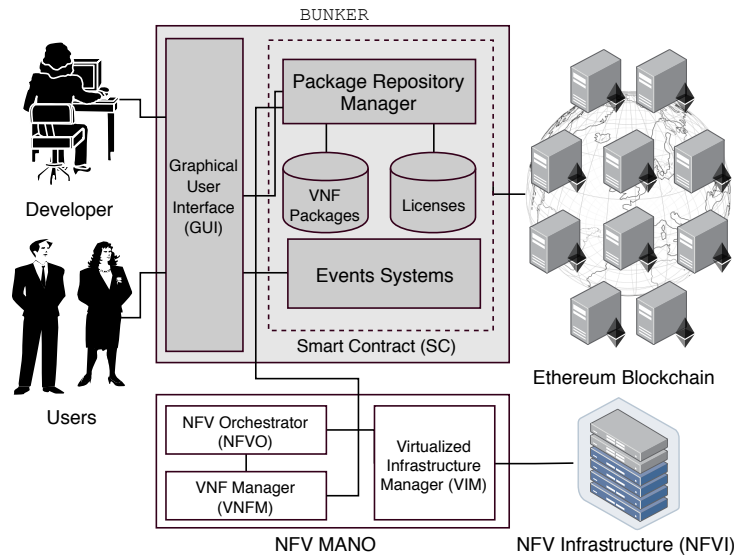 BUNKER
Developer
Users
Graphical
User
Interface
(GUI)
Package Repository
Manager
VNF
Packages
Licenses
Events Systems
Smart Contract (SC)
Ethereum Blockchain
NFV Orchestrator
(NFVO)
VNF Manager
(VNFM)
Virtualized
Infrastructure
Manager (VIM)
NFV MANO
NFV Infrastructure (NFVI)